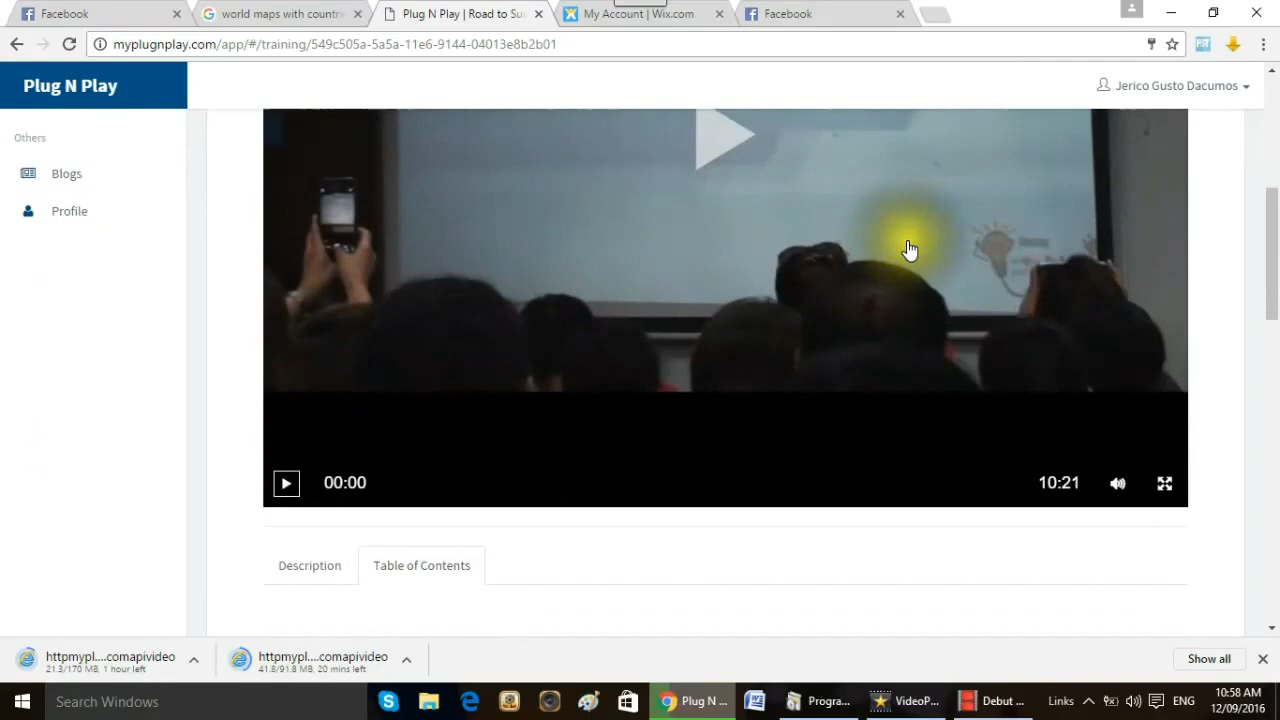 Facebook
world maps with countri
Plug N Play | Road to Su
My Account | Wix.com
Facebook
myplugnplay.com/app/#/training/549c505a-5a5a-11e6-9144-04013e8b2b01
Plug N Play
Jerico Gusto Dacumos
Others
Blogs
Profile
00:00
10:21
Description
Table of Contents
httpmypl....comapivideo
21.3/170 MB, 1 hour left
httpmypl....comapivideo
41.8/91.8 MB, 20 mins left
Show all
Search Windows
Plug N ...
Progra...
VideoP...
Debut ...
Links
ENG
10:58 AM
12/09/2016